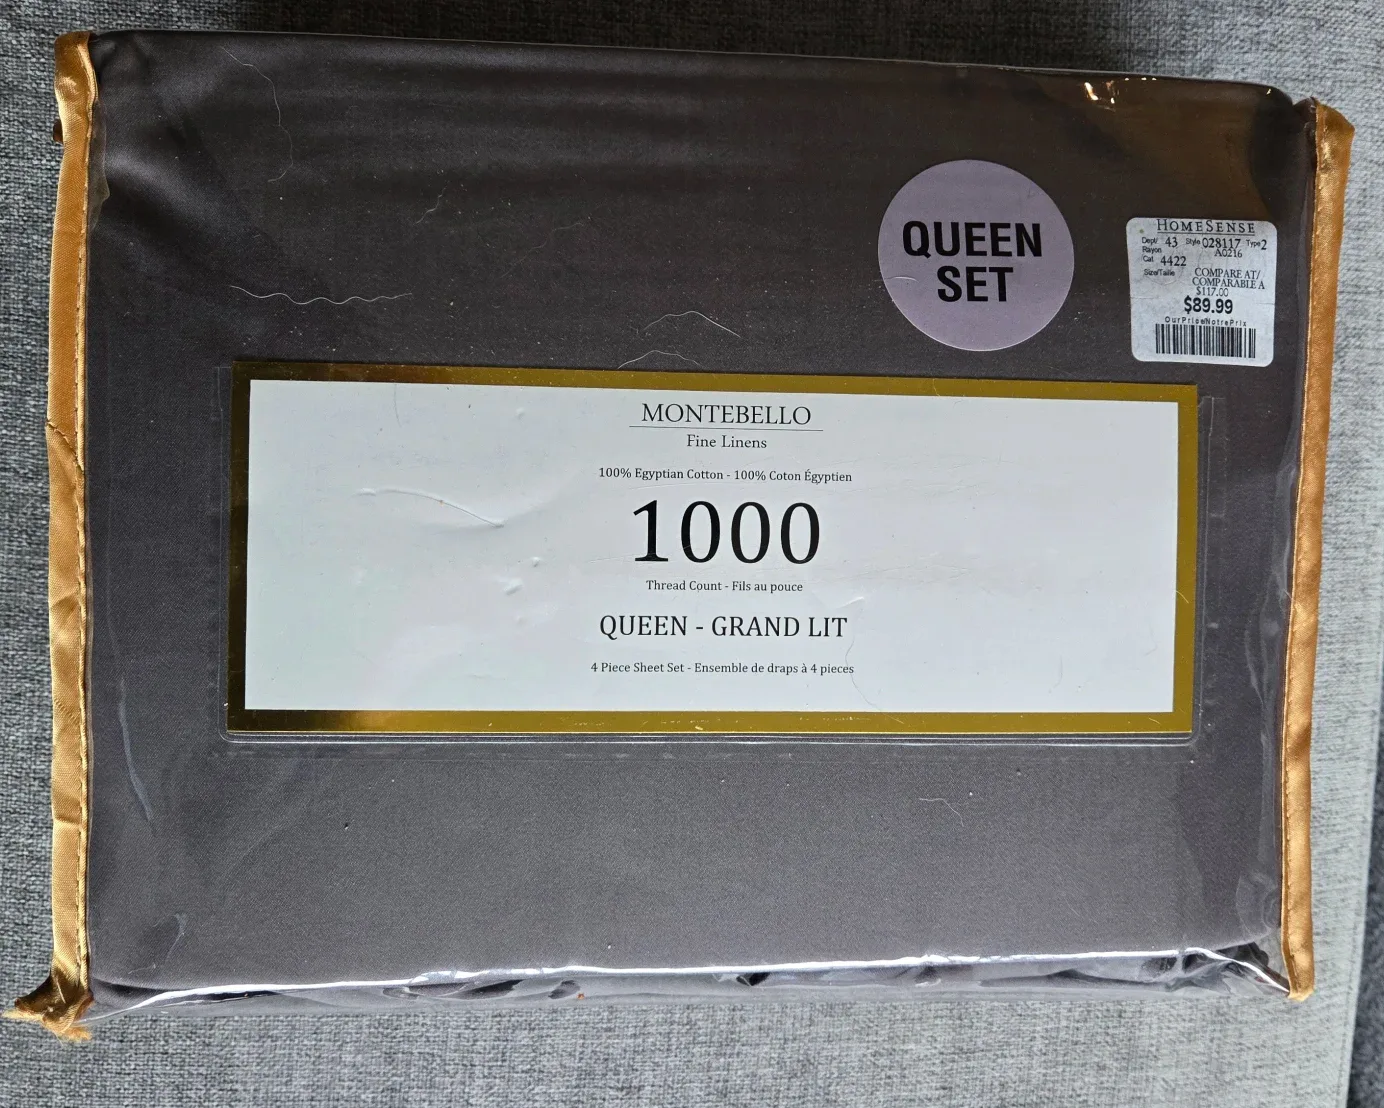 QUEEN
SET
HOMESENSE
Dept/ 43 Style 028117 Type 2
Rayon A0216
Cat. 4422
Size/Taille COMPARE AT/
COMPARABLE A
$117.00
$89.99
OurPrice/NotrePrix
MONTEBELLO
Fine Linens
100% Egyptian Cotton - 100% Coton Égyptien
1000
Thread Count - Fils au pouce
QUEEN - GRAND LIT
4 Piece Sheet Set - Ensemble de draps à 4 pieces